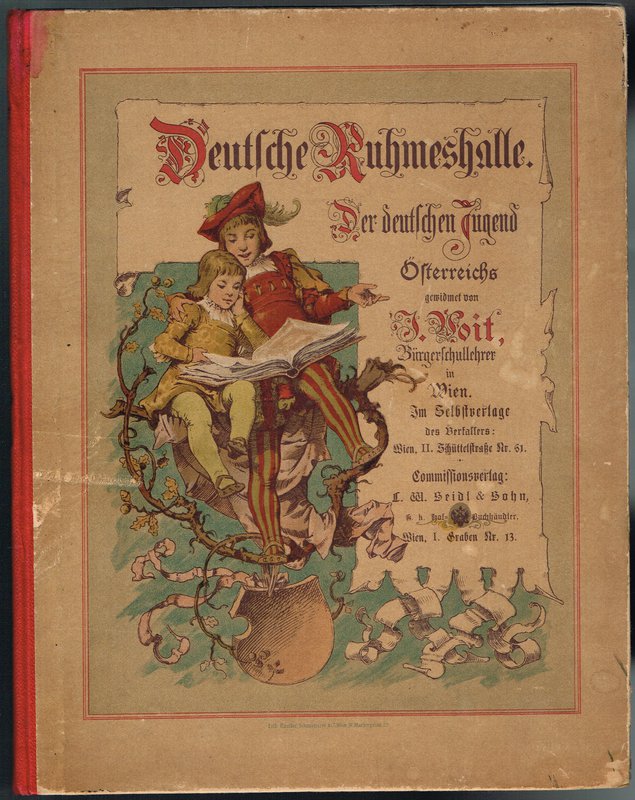 Deutsche Ruhmeshalle.
Der deutschen Jugend
Österreichs
gewidmet von
J. Voit,
Bürgerschullehrer
in
Wien.
Im Selbstverlage
des Verfassers:
Wien, II. Schüttelstraße Nr. 61.
Commissionsverlag:
L. W. Seidl & Sohn,
K. k. Hof- Buchhändler.
Wien, I. Graben Nr. 13.